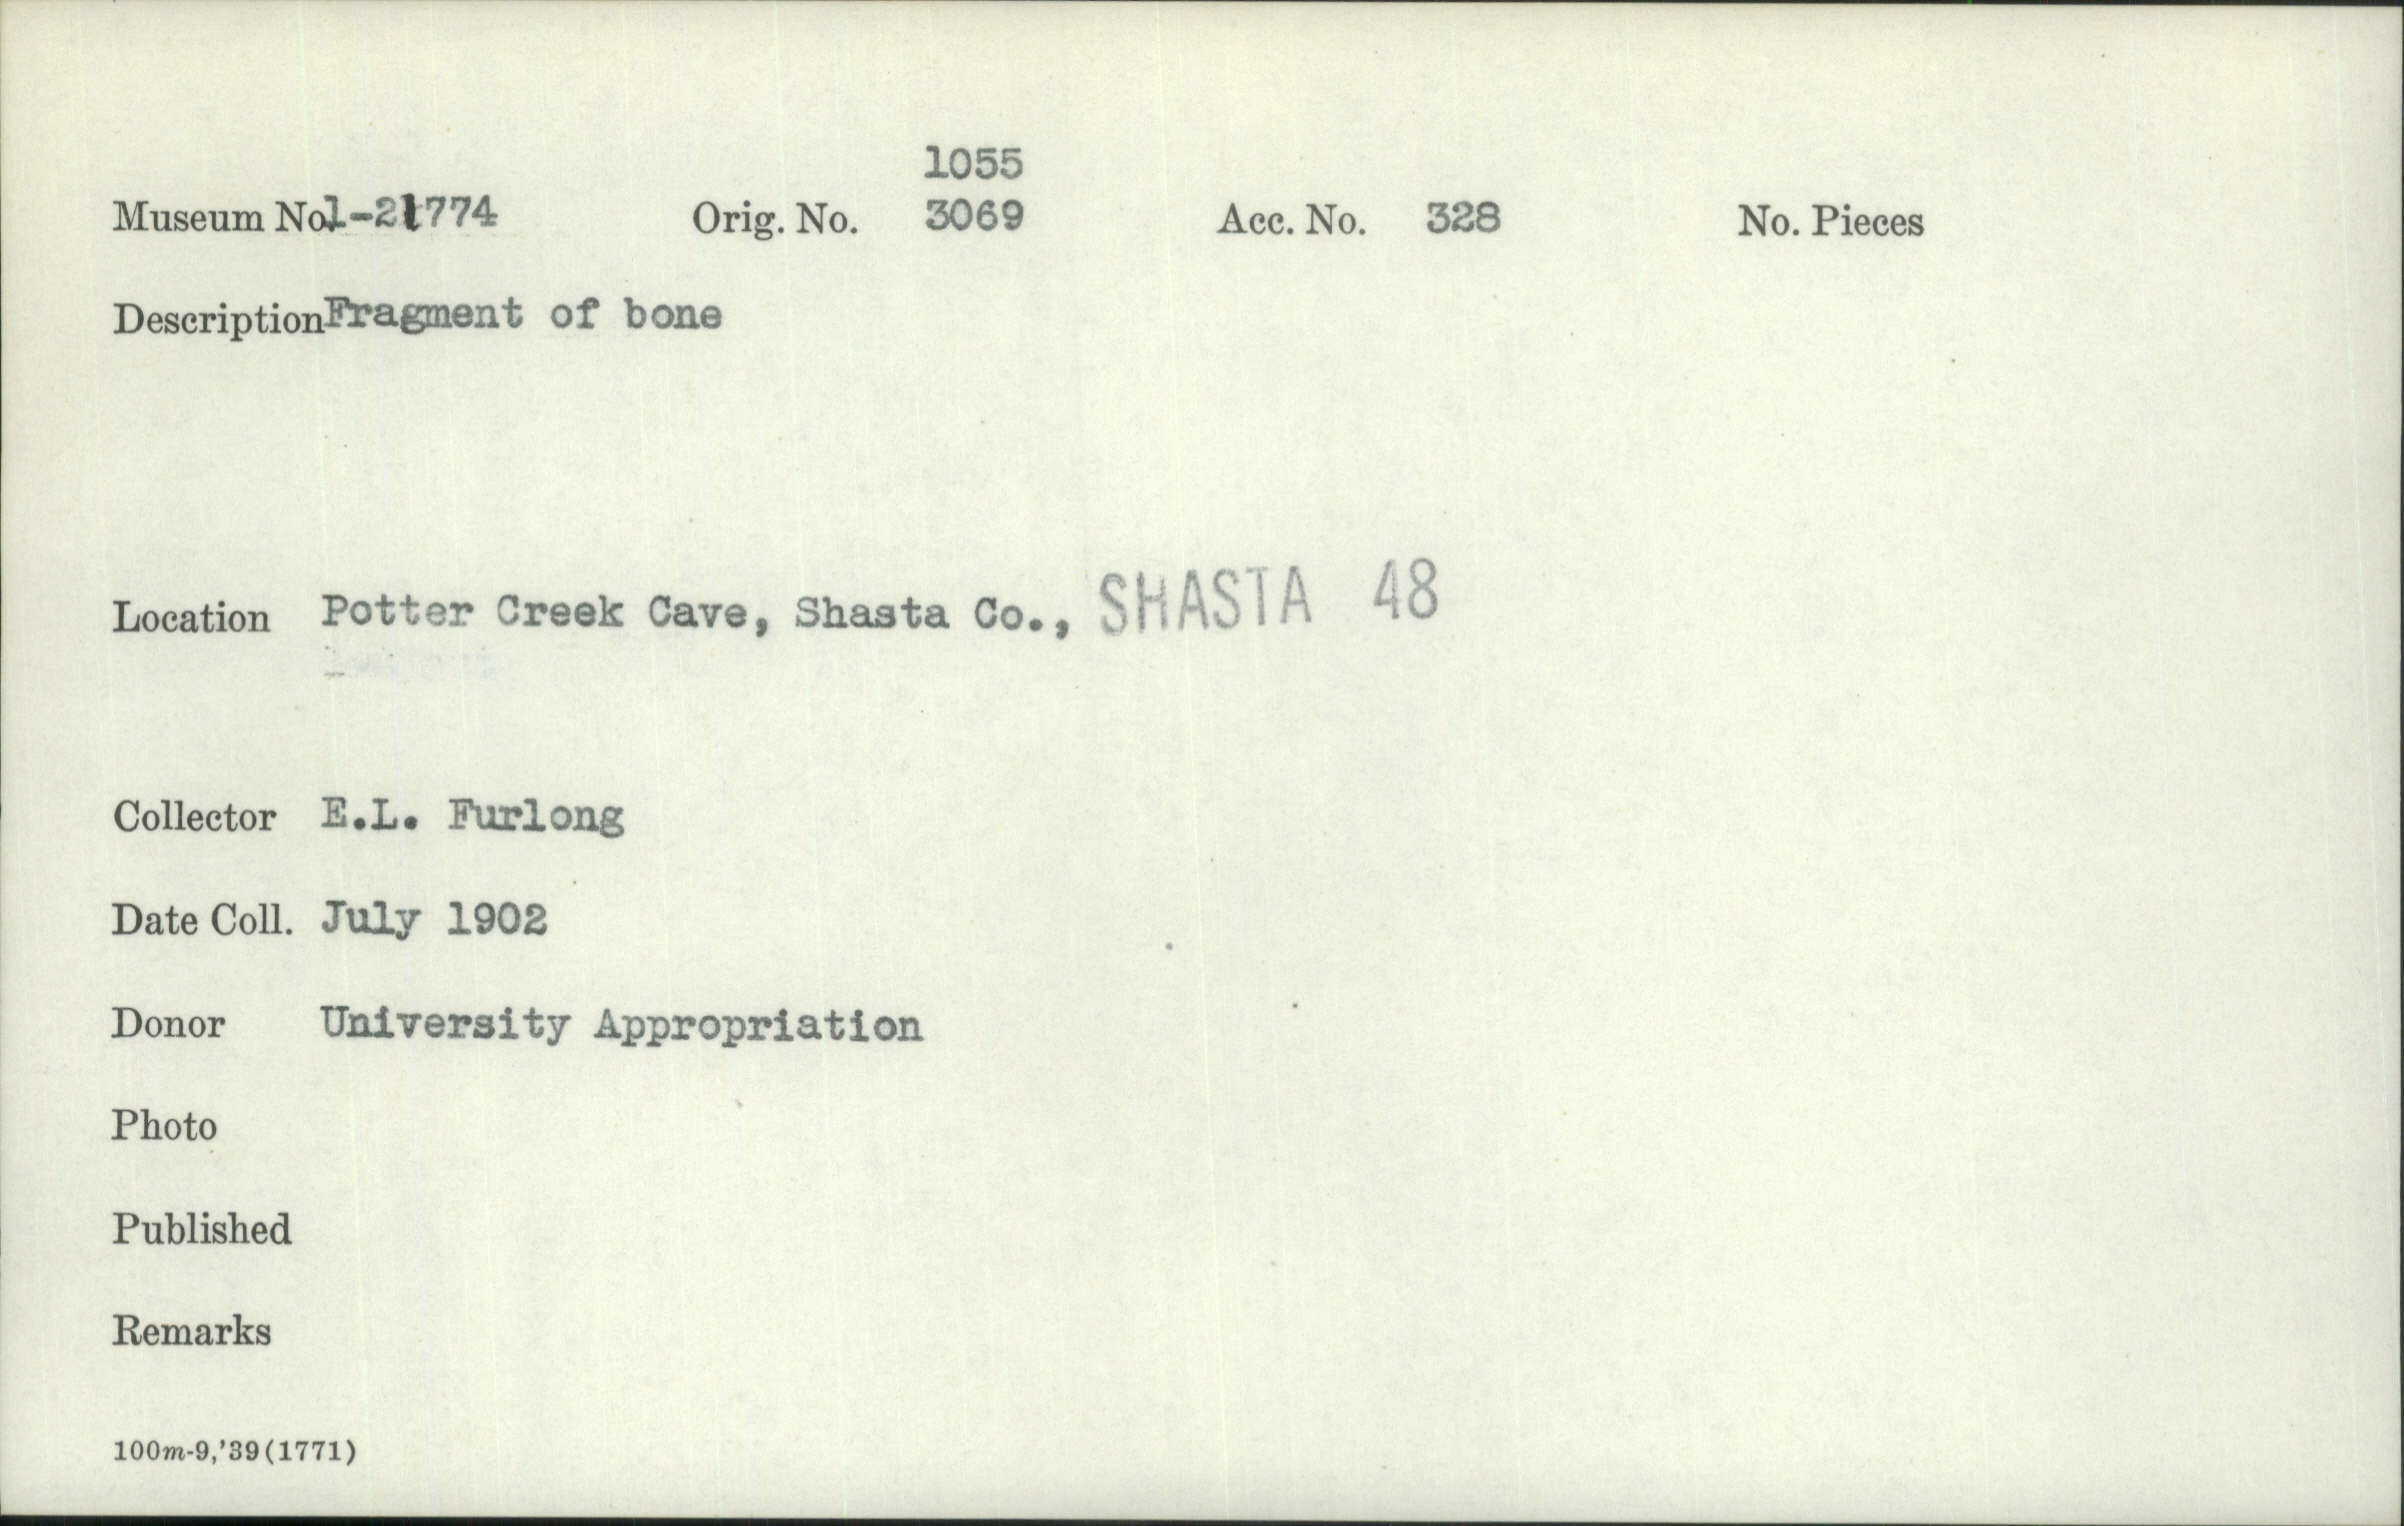 1055
Museum No. 1-21774 Orig. No. 3069 Acc. No. 328 No. Pieces
Description Fragment of bone
Location Potter Creek Cave, Shasta Co., SHASTA 48
Collector E.L. Furlong
Date Coll. July 1902
Donor University Appropriation
Photo
Published
Remarks
100m-9,'39(1771)